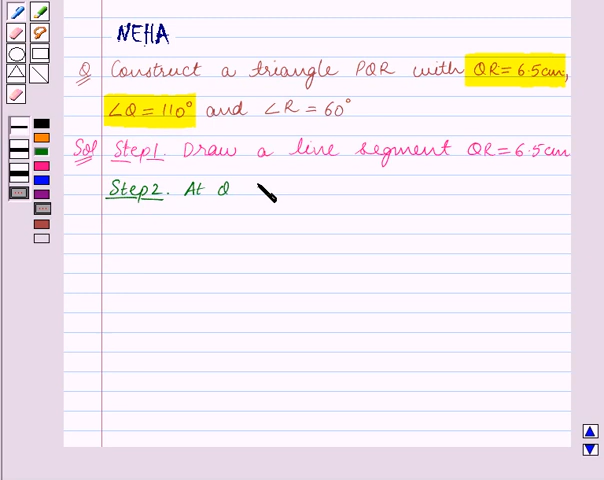 NEHA
Q Construct a triangle PQR with QR = 6.5cm,
∠Q = 110° and ∠R = 60°
Sol Step1. Draw a line segment QR = 6.5cm
Step2. At Q